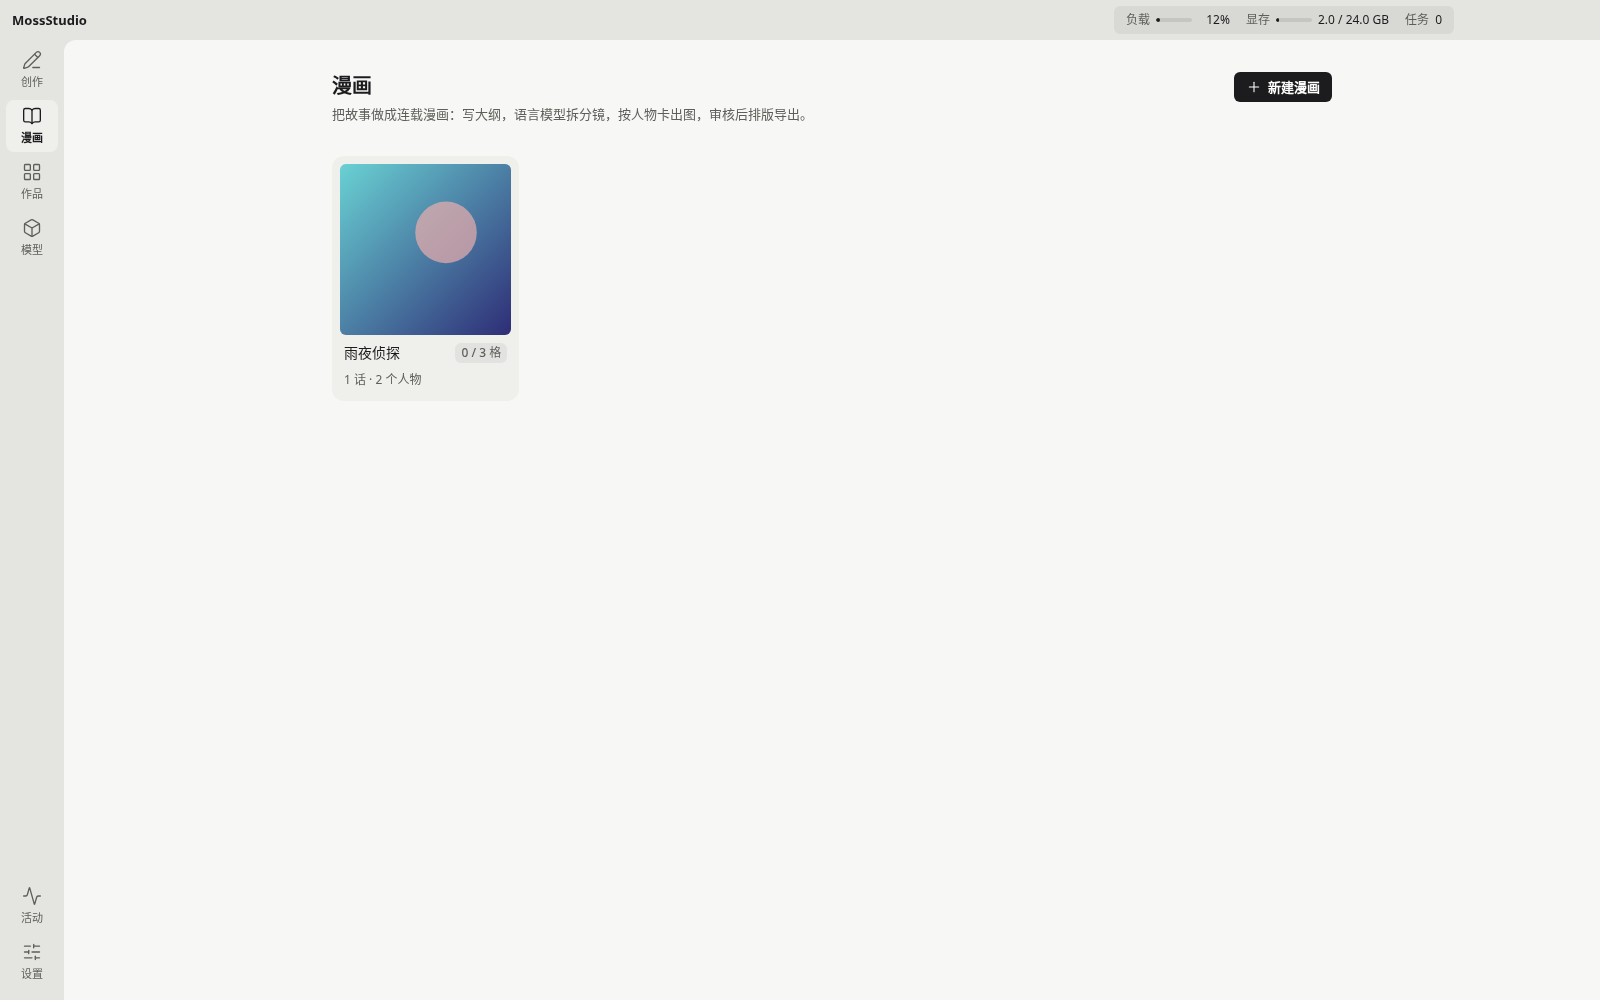 MossStudio
负载 12% 显存 2.0 / 24.0 GB 任务 0
创作
漫画
作品
模型
活动
设置
漫画
新建漫画
把故事做成连载漫画：写大纲，语言模型拆分镜，按人物卡出图，审核后排版导出。
雨夜侦探 0 / 3 格
1 话 · 2 个人物